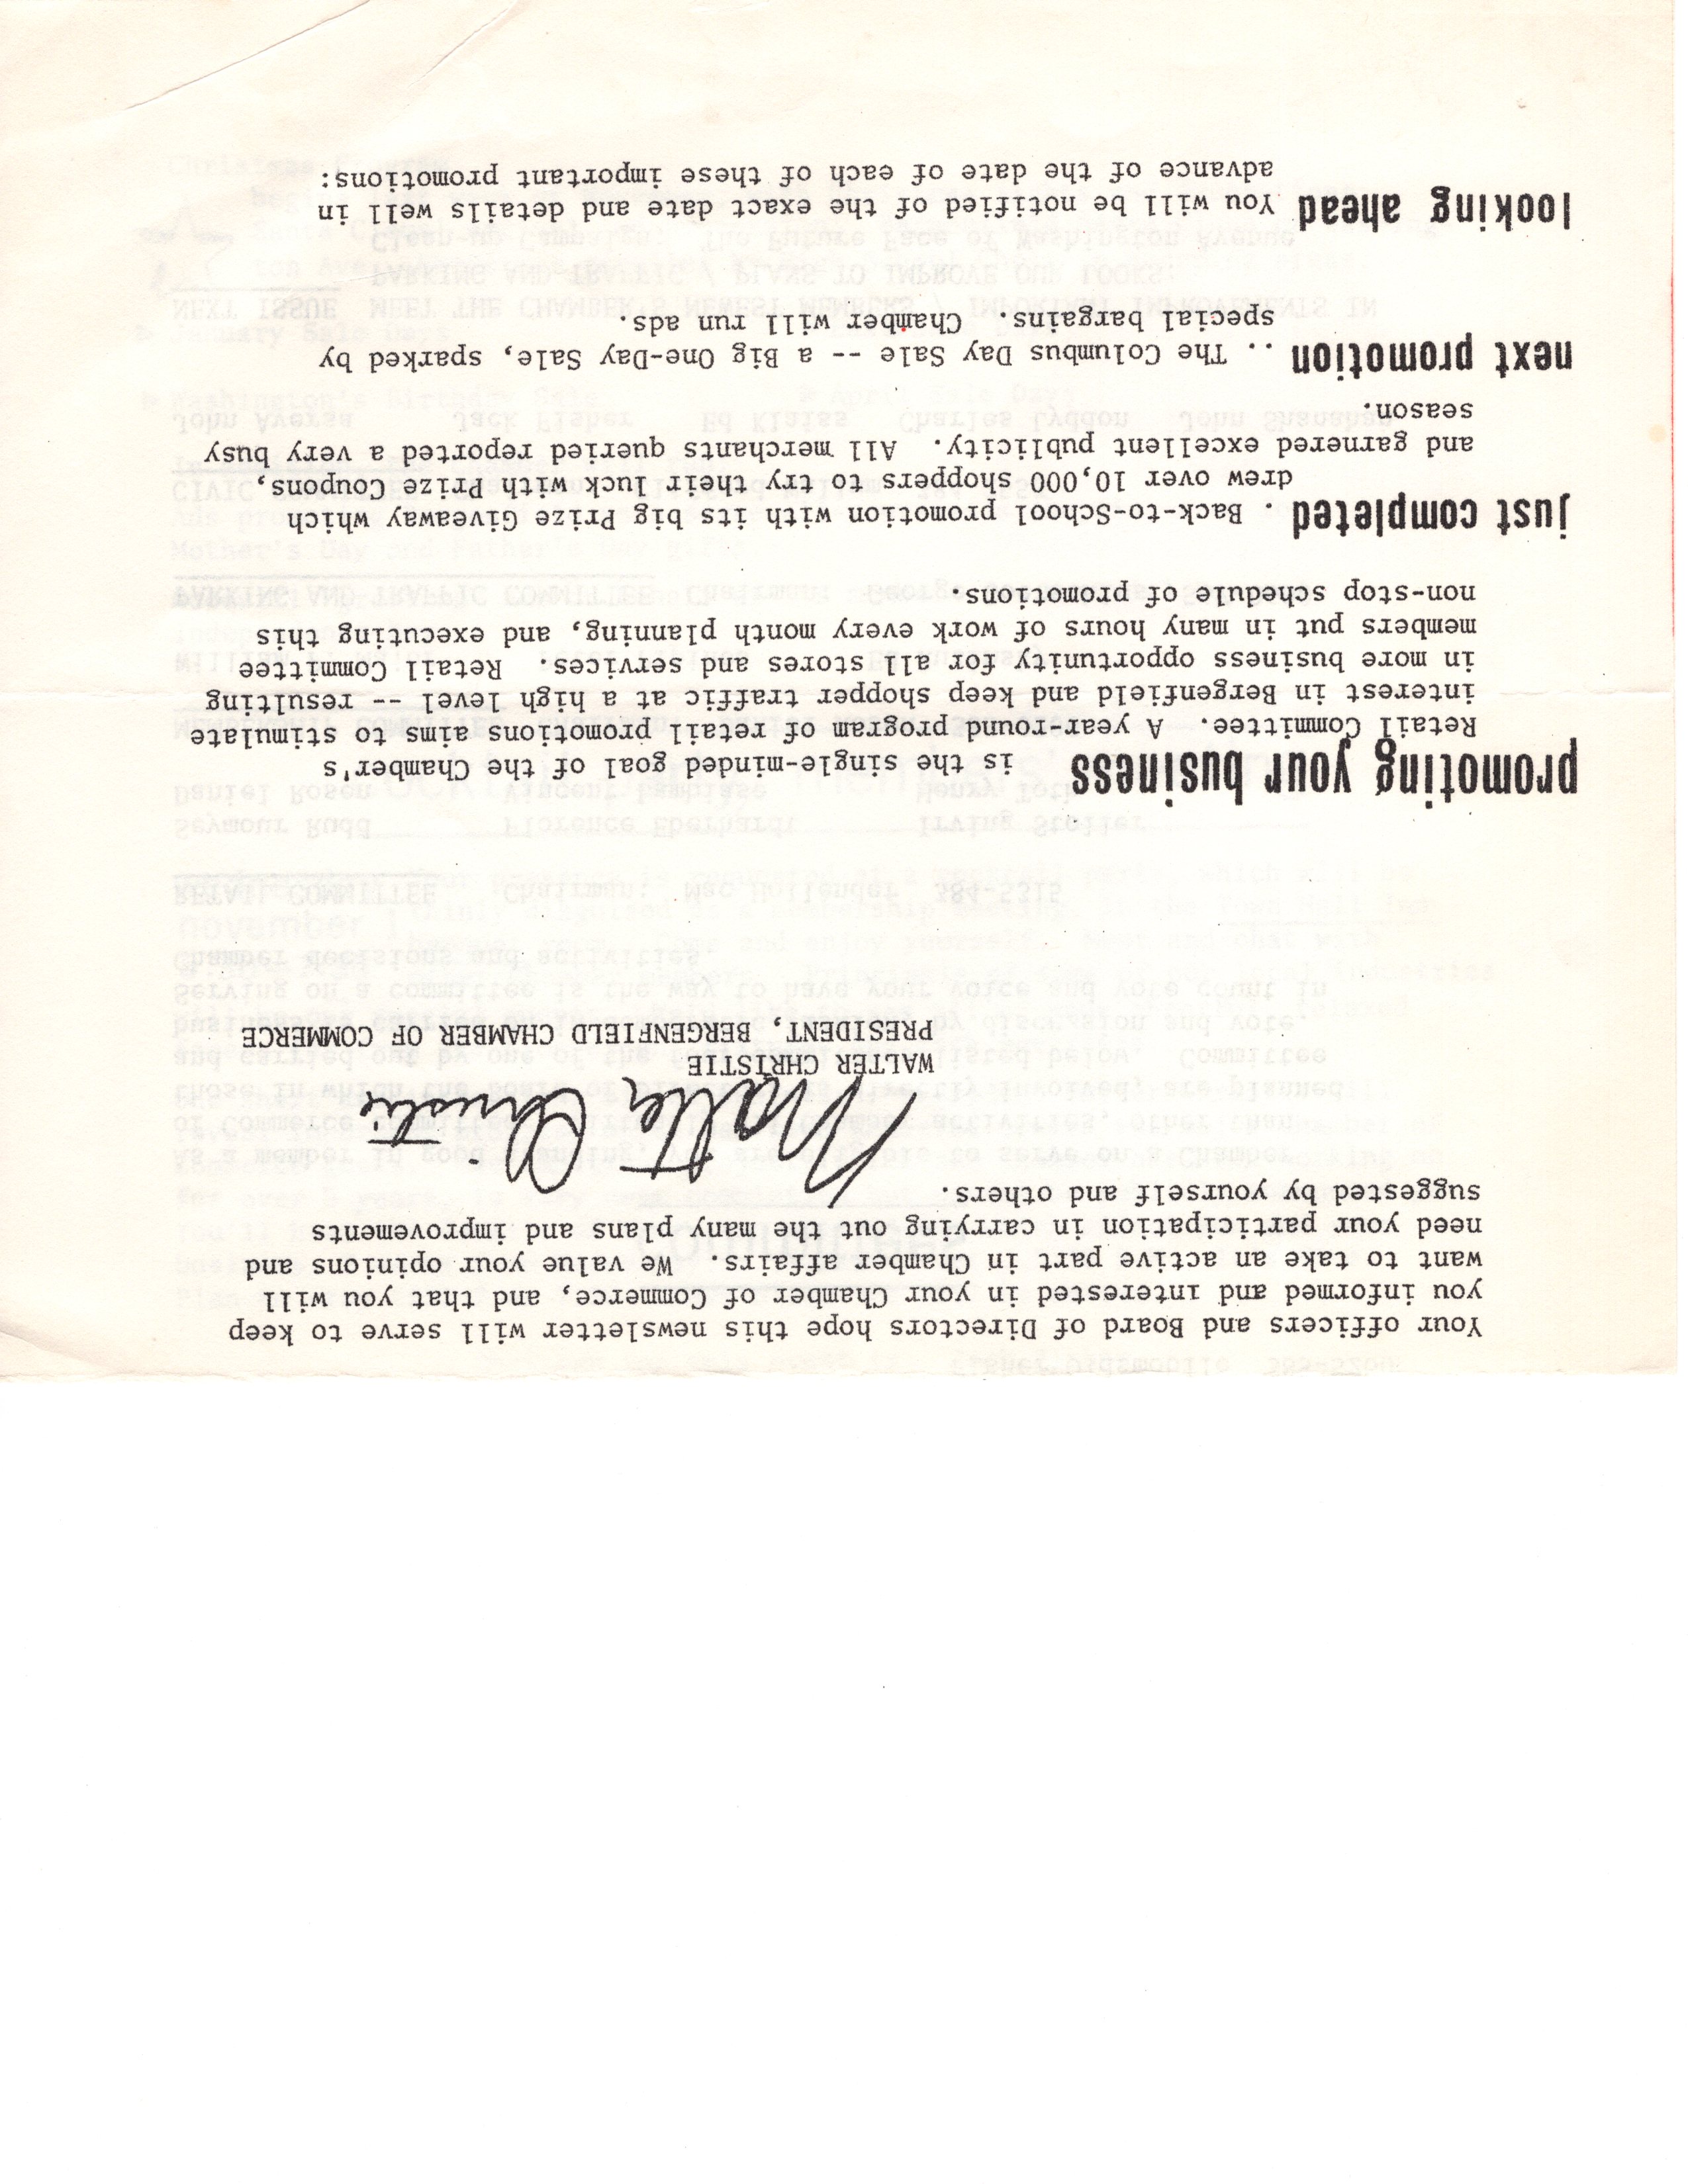 Your officers and Board of Directors hope this newsletter will serve to keep
you informed and interested in your Chamber of Commerce, and that you will
want to take an active part in Chamber affairs. We value your opinions and
need your participation in carrying out the many plans and improvements
suggested by yourself and others.
Walter Christie
WALTER CHRISTIE
PRESIDENT, BERGENFIELD CHAMBER OF COMMERCE
promoting your business is the single-minded goal of the Chamber's
Retail Committee. A year-round program of retail promotions aims to stimulate
interest in Bergenfield and keep shopper traffic at a high level -- resulting
in more business opportunity for all stores and services. Retail Committee
members put in many hours of work every month planning, and executing this
non-stop schedule of promotions.
just completed . Back-to-School promotion with its big Prize Giveaway which
drew over 10,000 shoppers to try their luck with Prize Coupons,
and garnered excellent publicity. All merchants queried reported a very busy
season.
next promotion .. The Columbus Day Sale -- a Big One-Day Sale, sparked by
special bargains. Chamber will run ads.
looking ahead You will be notified of the exact date and details well in
advance of the date of each of these important promotions: